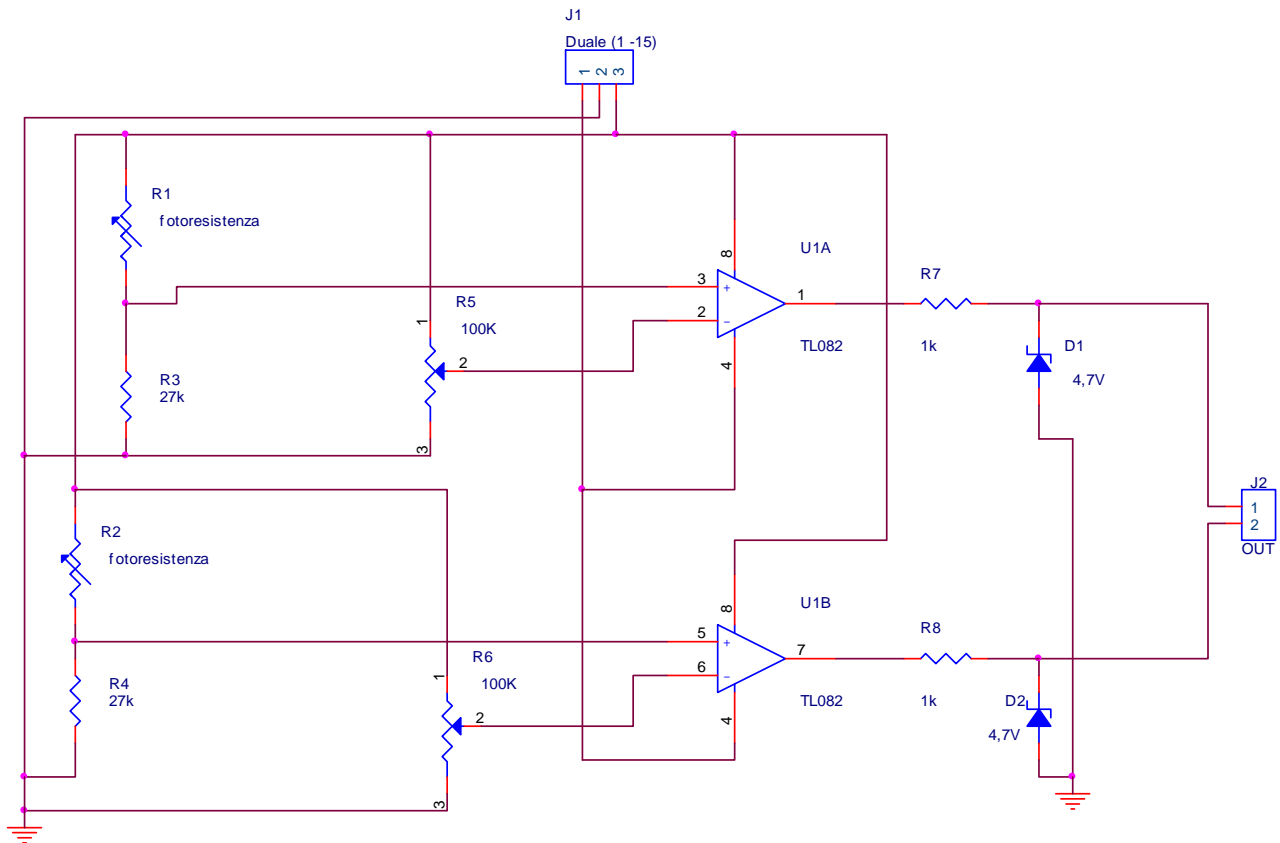 J1
Duale (1 -15)
1 2 3
R1
fotoresistenza
R3
27k
R5
100K
1
2
3
U1A
8
3
+
2
−
1
4
TL082
R7
1k
D1
4,7V
J2
1
2
OUT
R2
fotoresistenza
R4
27k
R6
100K
1
2
3
U1B
8
5
+
6
−
7
4
TL082
R8
1k
D2
4,7V